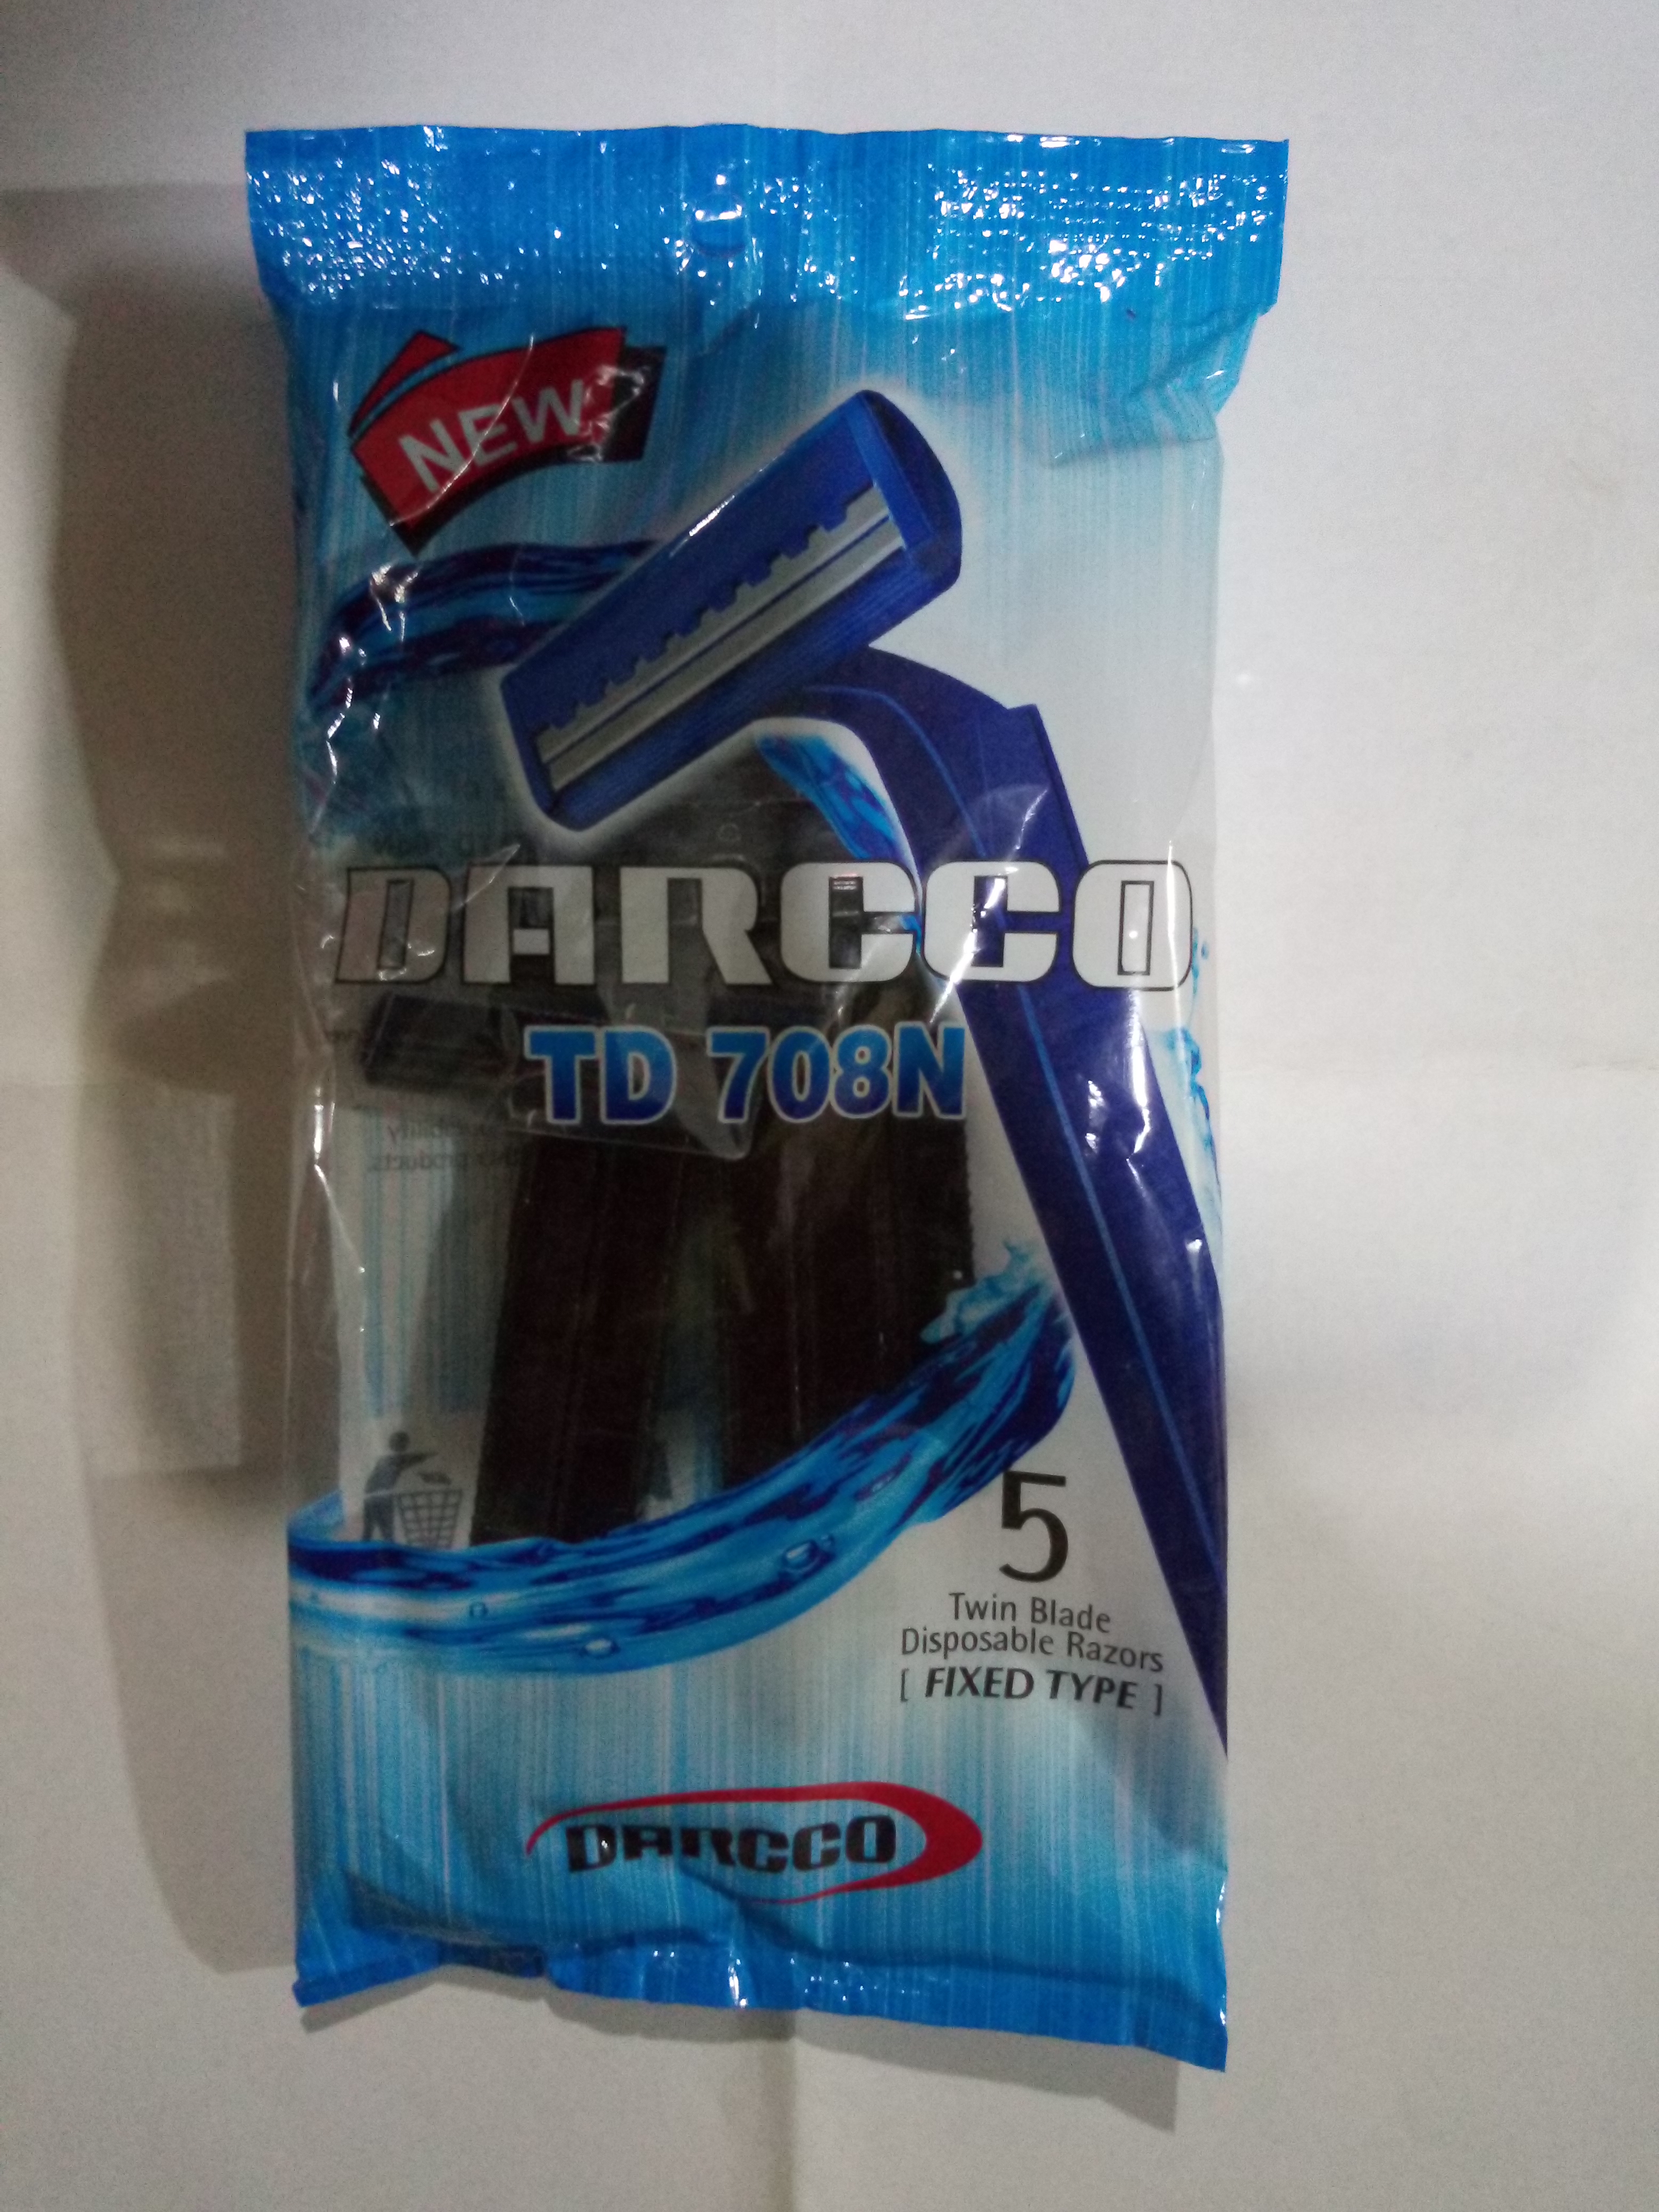 NEW
DARCCO
TD 708N
5
Twin Blade
Disposable Razors
[ FIXED TYPE ]
DARCCO